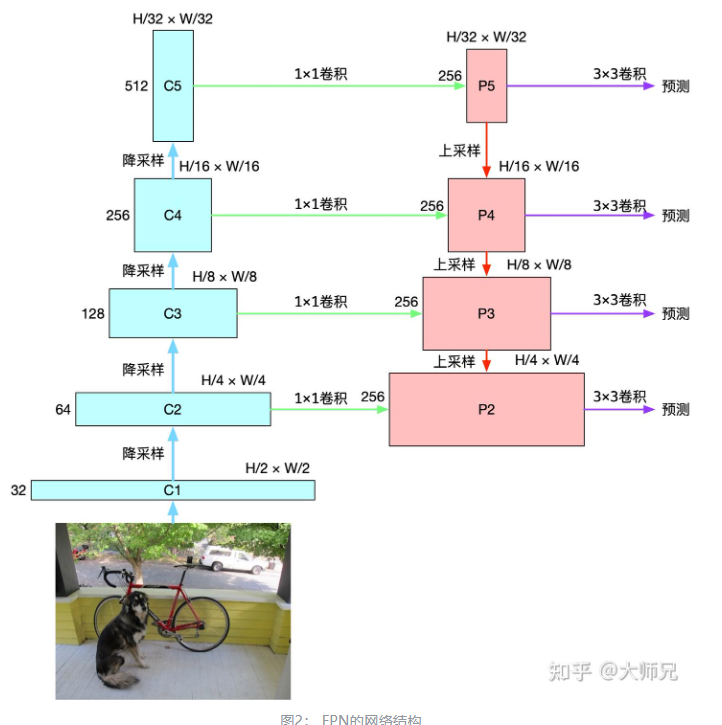 H/32 × W/32
H/32 × W/32
512 C5 1×1卷积 256 P5 3×3卷积 预测
降采样 上采样
H/16 × W/16 H/16 × W/16
256 C4 1×1卷积 256 P4 3×3卷积 预测
降采样 上采样
H/8 × W/8 H/8 × W/8
128 C3 1×1卷积 256 P3 3×3卷积 预测
降采样 上采样
H/4 × W/4 H/4 × W/4
64 C2 1×1卷积 256 P2 3×3卷积 预测
降采样
H/2 × W/2
32 C1
知乎 @大师兄
图2： FPN的网络结构